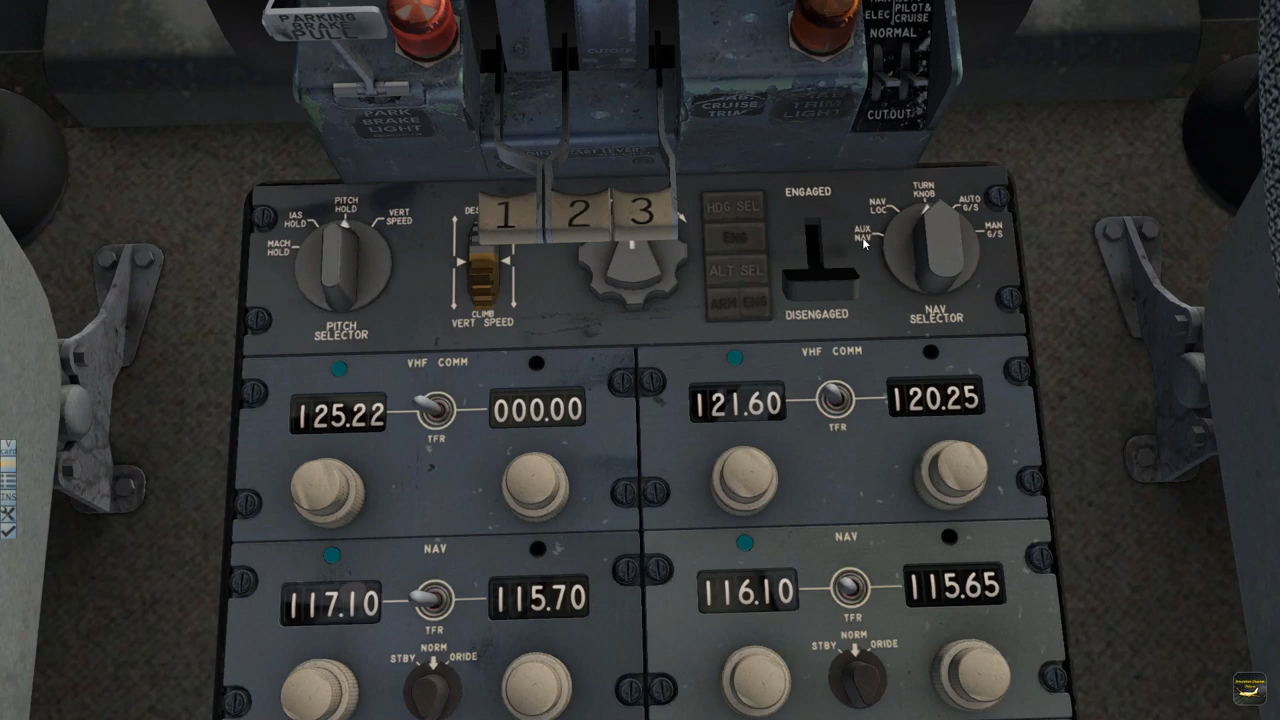 PARKING
BRAKE
PULL
PARK
BRAKE
LIGHT
CUTOFF
CRUISE
TRIM
TRIM
LIGHT
ELEC
PILOT&
CRUISE
NORMAL
CUTOUT
MACH
HOLD
IAS
HOLD
PITCH
HOLD
VERT
SPEED
PITCH
SELECTOR
1 2 3
CLIMB
VERT SPEED
HDG SEL
ENG
ALT SEL
ARM ENG
ENGAGED
DISENGAGED
AUX
NAV
NAV
LOC
TURN
KNOB
AUTO
G/S
MAN
G/S
NAV
SELECTOR
VHF COMM
125.22 000.00
TFR
VHF COMM
121.60 120.25
TFR
NAV
117.10 115.70
TFR
STBY NORM ORIDE
NAV
116.10 115.65
TFR
STBY NORM ORIDE